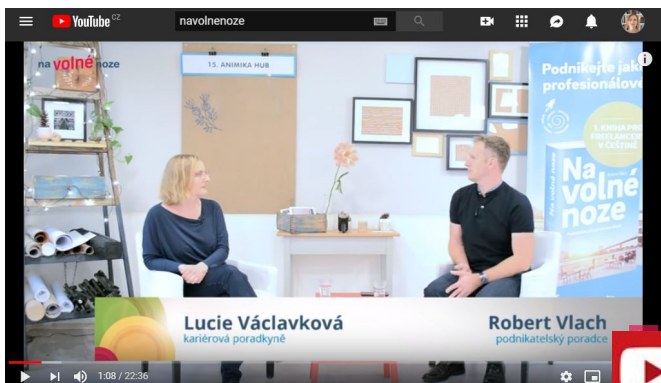 YouTube CZ
navolnenoze
na volné noze
15. ANIMIKA HUB
Podnikejte jako
profesionálové
1. KNIHA PRO
FREELANCERY
V ČEŠTINĚ
Na
volné
noze
Lucie Václavková
kariérová poradkyně
Robert Vlach
podnikatelský poradce
1:08 / 22:36